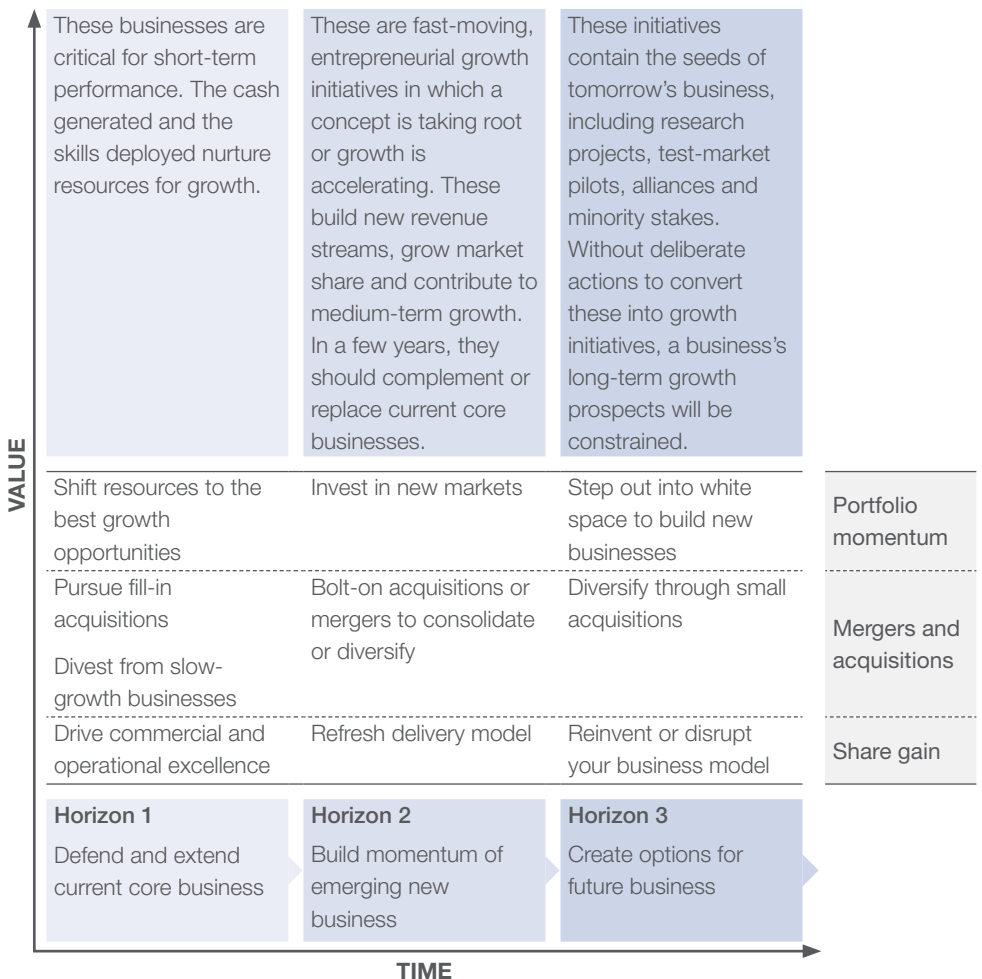 These businesses are
critical for short-term
performance. The cash
generated and the
skills deployed nurture
resources for growth.
These are fast-moving,
entrepreneurial growth
initiatives in which a
concept is taking root
or growth is
accelerating. These
build new revenue
streams, grow market
share and contribute to
medium-term growth.
In a few years, they
should complement or
replace current core
businesses.
These initiatives
contain the seeds of
tomorrow’s business,
including research
projects, test-market
pilots, alliances and
minority stakes.
Without deliberate
actions to convert
these into growth
initiatives, a business’s
long-term growth
prospects will be
constrained.
VALUE
Shift resources to the
best growth
opportunities
Invest in new markets
Step out into white
space to build new
businesses
Portfolio
momentum
Pursue fill-in
acquisitions
Divest from slow-
growth businesses
Bolt-on acquisitions or
mergers to consolidate
or diversify
Diversify through small
acquisitions
Mergers and
acquisitions
Drive commercial and
operational excellence
Refresh delivery model
Reinvent or disrupt
your business model
Share gain
Horizon 1
Defend and extend
current core business
Horizon 2
Build momentum of
emerging new
business
Horizon 3
Create options for
future business
TIME